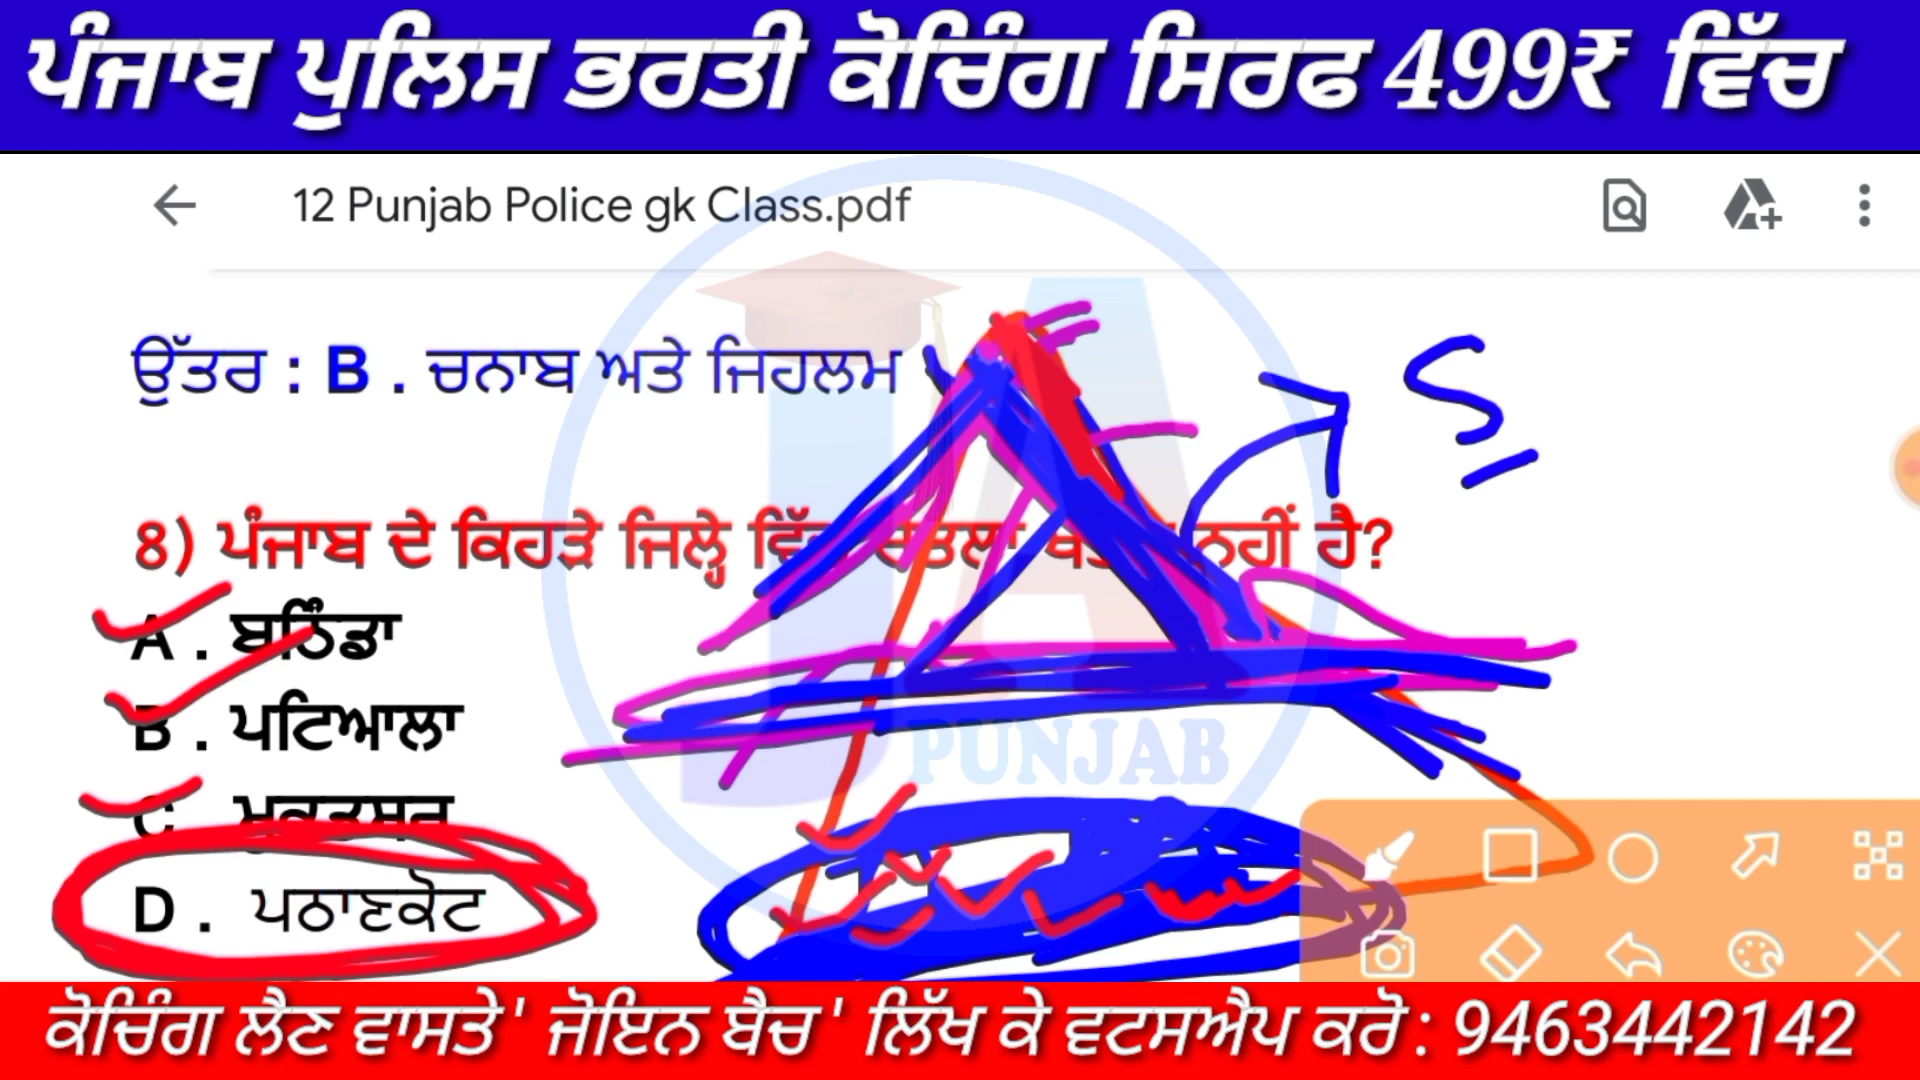 ਪੰਜਾਬ ਪੁਲਿਸ ਭਰਤੀ ਕੋਚਿੰਗ ਸਿਰਫ 499₹ ਵਿੱਚ
12 Punjab Police gk Class.pdf
ਉੱਤਰ : B . ਚਨਾਬ ਅਤੇ ਜਿਹਲਮ
S
8) ਪੰਜਾਬ ਦੇ ਕਿਹੜੇ ਜਿਲ੍ਹੇ ਵਿੱਚ ਨਹੀਂ ਹੈ?
A . ਬਠਿੰਡਾ
B . ਪਟਿਆਲਾ
C ਮੁਕਤਸਰ
D . ਪਠਾਣਕੋਟ
PUNJAB
ਕੋਚਿੰਗ ਲੈਣ ਵਾਸਤੇ ' ਜੋਇਨ ਬੈਚ ' ਲਿੱਖ ਕੇ ਵਟਸਐਪ ਕਰੋ : 9463442142